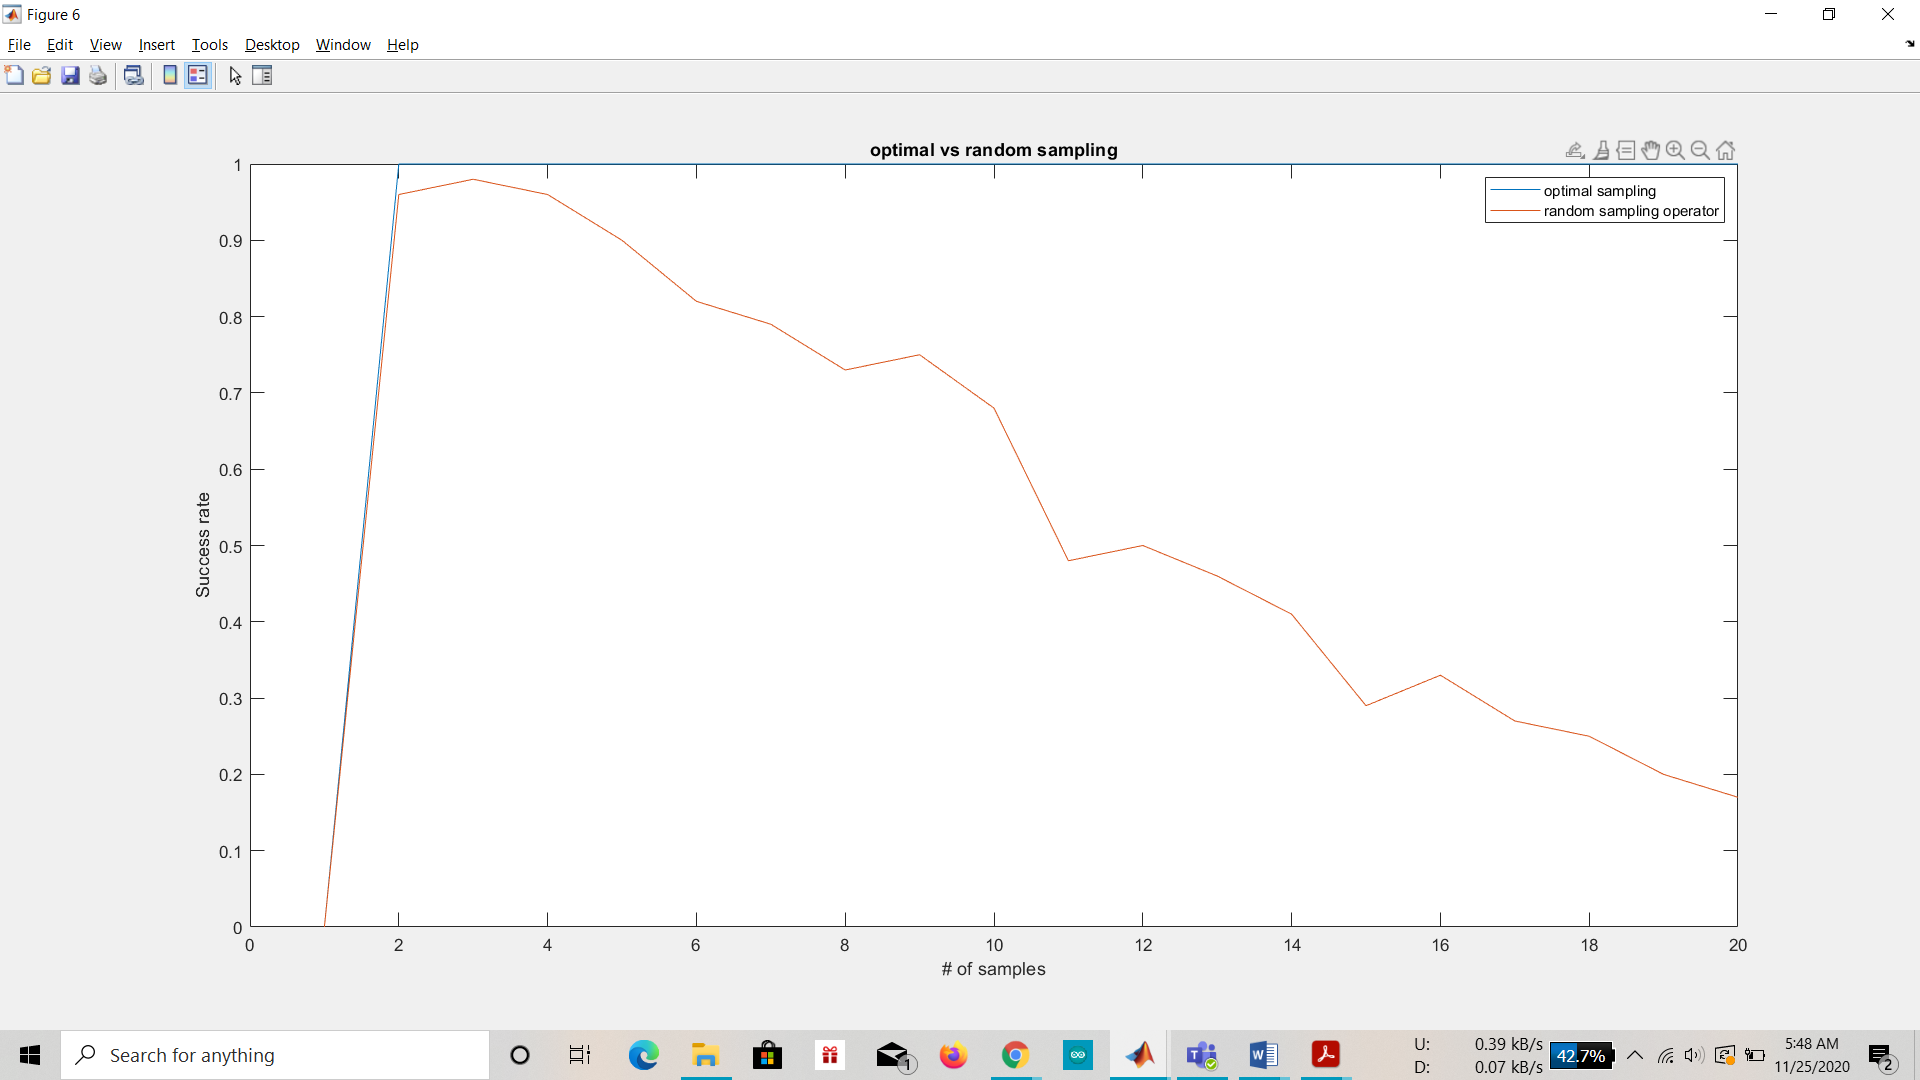 Figure 6
File Edit View Insert Tools Desktop Window Help
optimal vs random sampling
optimal sampling
random sampling operator
1
0.9
0.8
0.7
0.6
0.5
0.4
0.3
0.2
0.1
0
Success rate
0 2 4 6 8 10 12 14 16 18 20
# of samples
Search for anything
1
W
U: 0.39 kB/s
D: 0.07 kB/s
42.7%
5:48 AM
11/25/2020
2